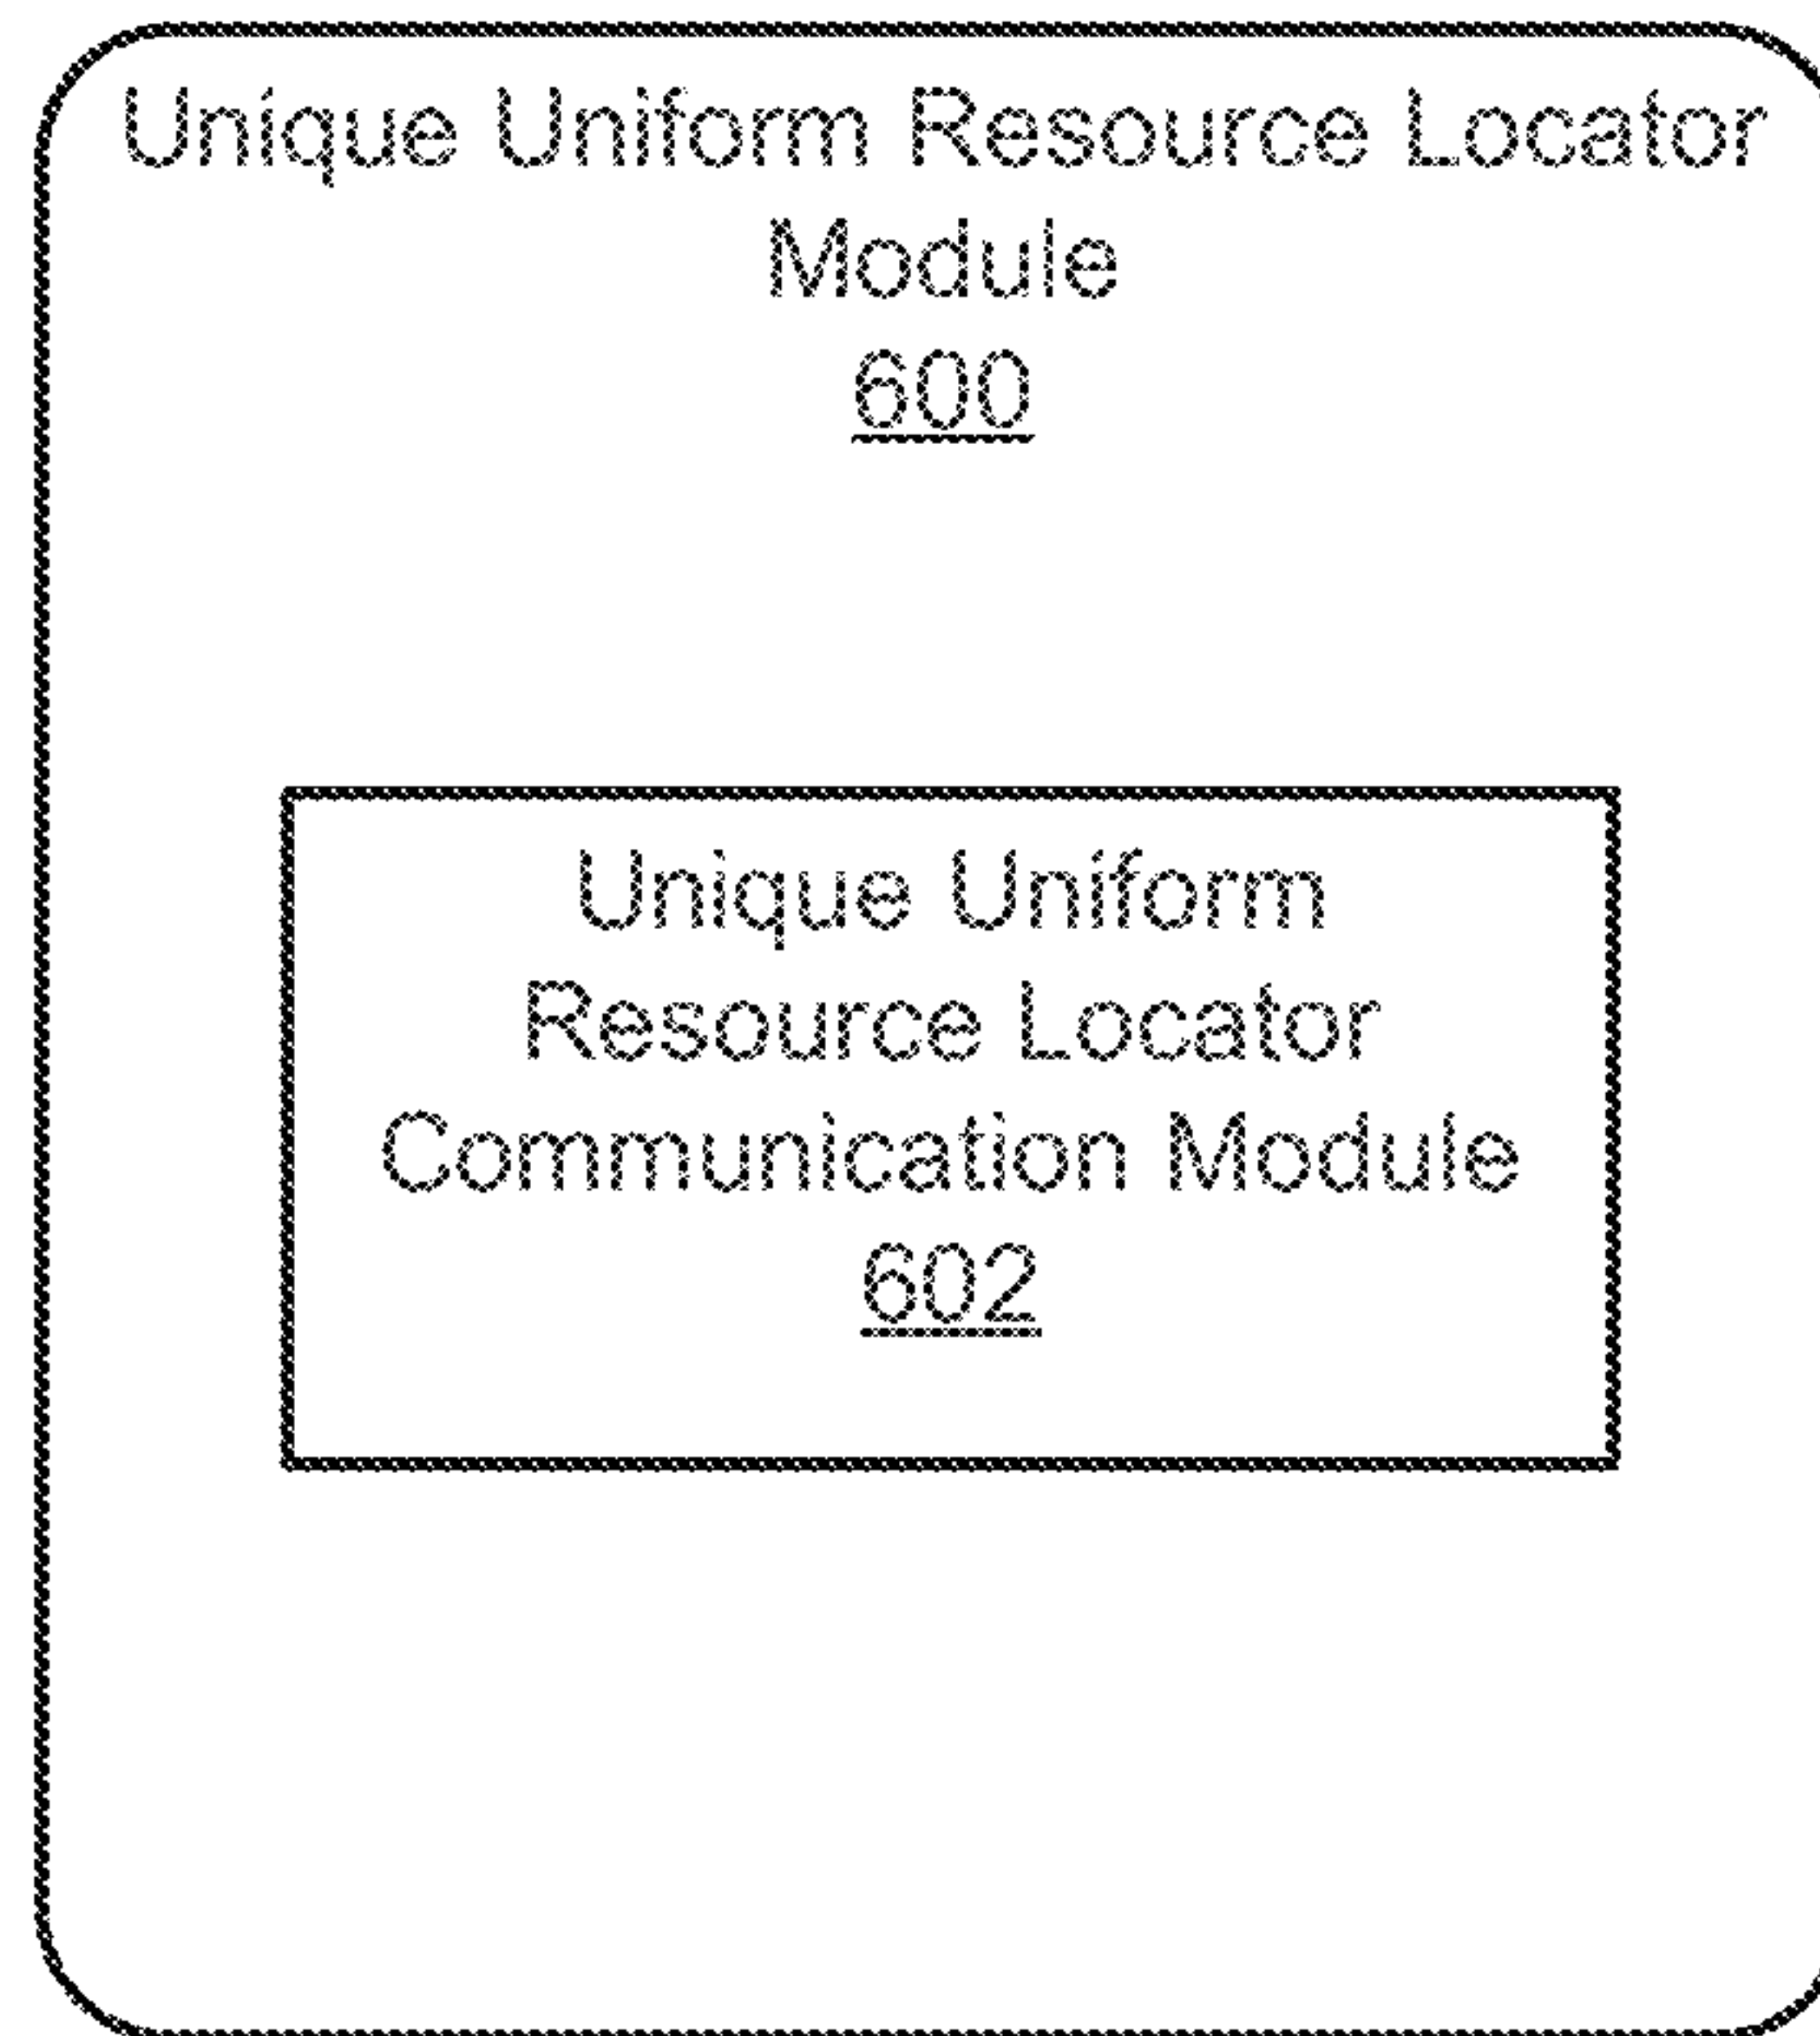 Unique Uniform Resource Locator
Module
600
Unique Uniform
Resource Locator
Communication Module
602